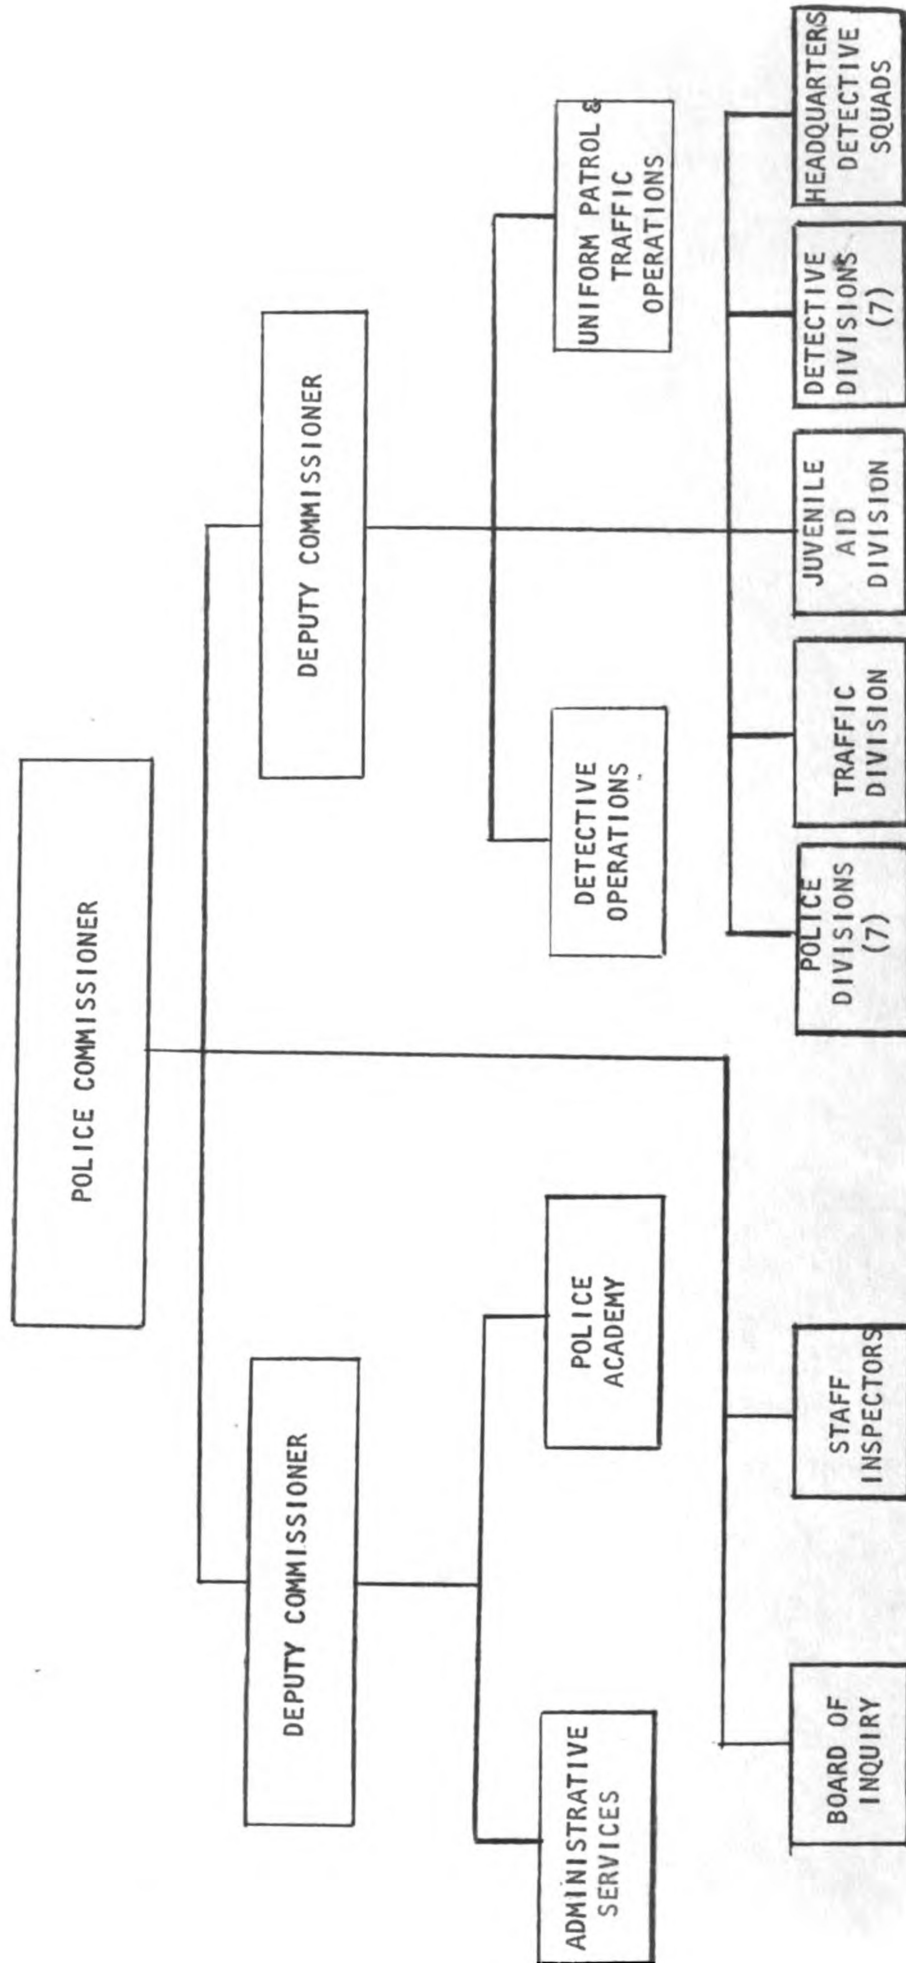 POLICE COMMISSIONER
DEPUTY COMMISSIONER
DEPUTY COMMISSIONER
ADMINISTRATIVE
SERVICES
POLICE
ACADEMY
DETECTIVE
OPERATIONS
UNIFORM PATROL &
TRAFFIC
OPERATIONS
BOARD OF
INQUIRY
STAFF
INSPECTORS
POLICE
DIVISIONS
(7)
TRAFFIC
DIVISION
JUVENILE
AID
DIVISION
DETECTIVE
DIVISIONS
(7)
HEADQUARTERS
DETECTIVE
SQUADS